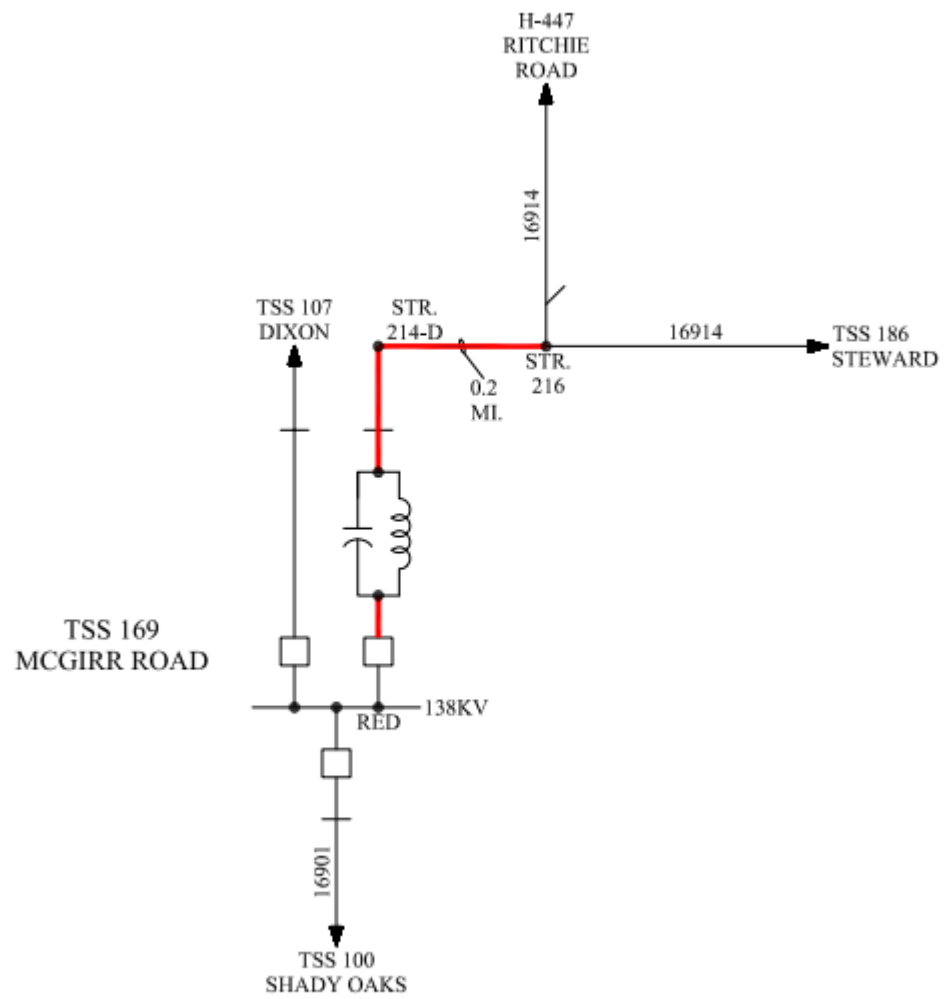 H-447
RITCHIE
ROAD
16914
TSS 107
DIXON
STR.
214-D
16914
TSS 186
STEWARD
STR.
216
0.2
MI.
TSS 169
MCGIRR ROAD
138KV
RED
16901
TSS 100
SHADY OAKS